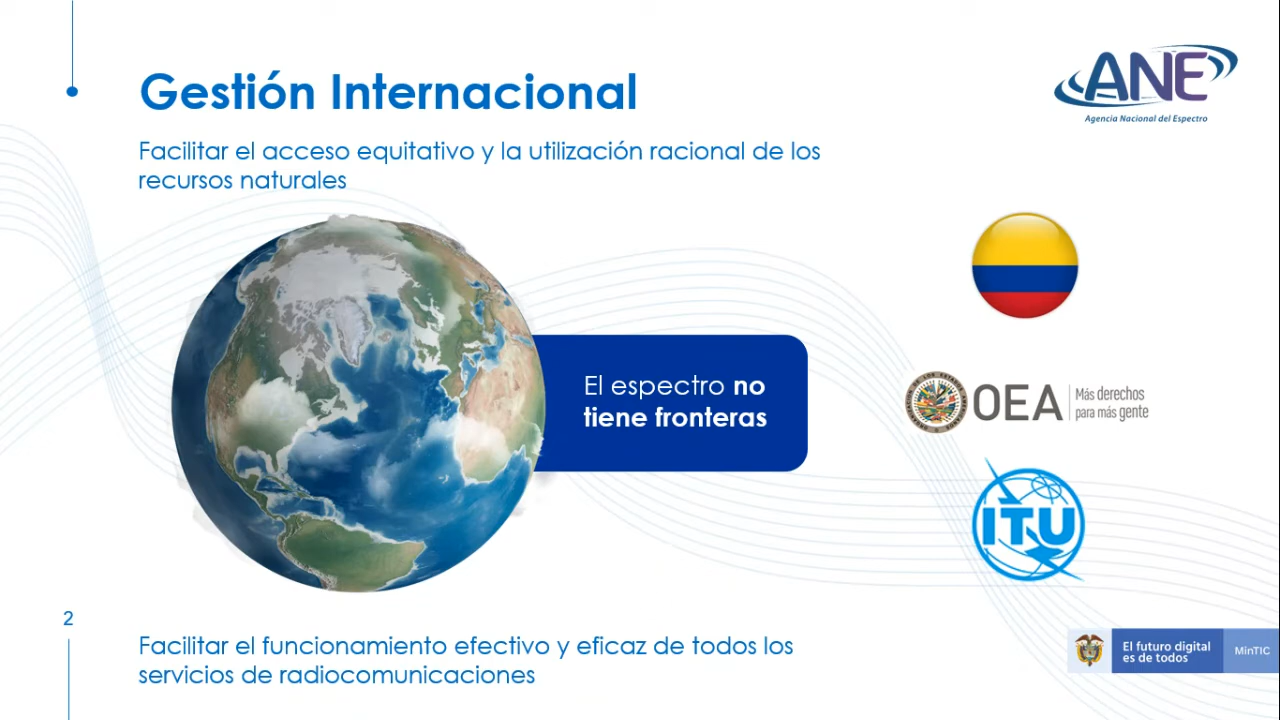 Gestión Internacional
ANE
Agencia Nacional del Espectro
Facilitar el acceso equitativo y la utilización racional de los
recursos naturales
El espectro no
tiene fronteras
OEA
Más derechos
para más gente
ITU
2
Facilitar el funcionamiento efectivo y eficaz de todos los
servicios de radiocomunicaciones
El futuro digital
es de todos
MinTIC